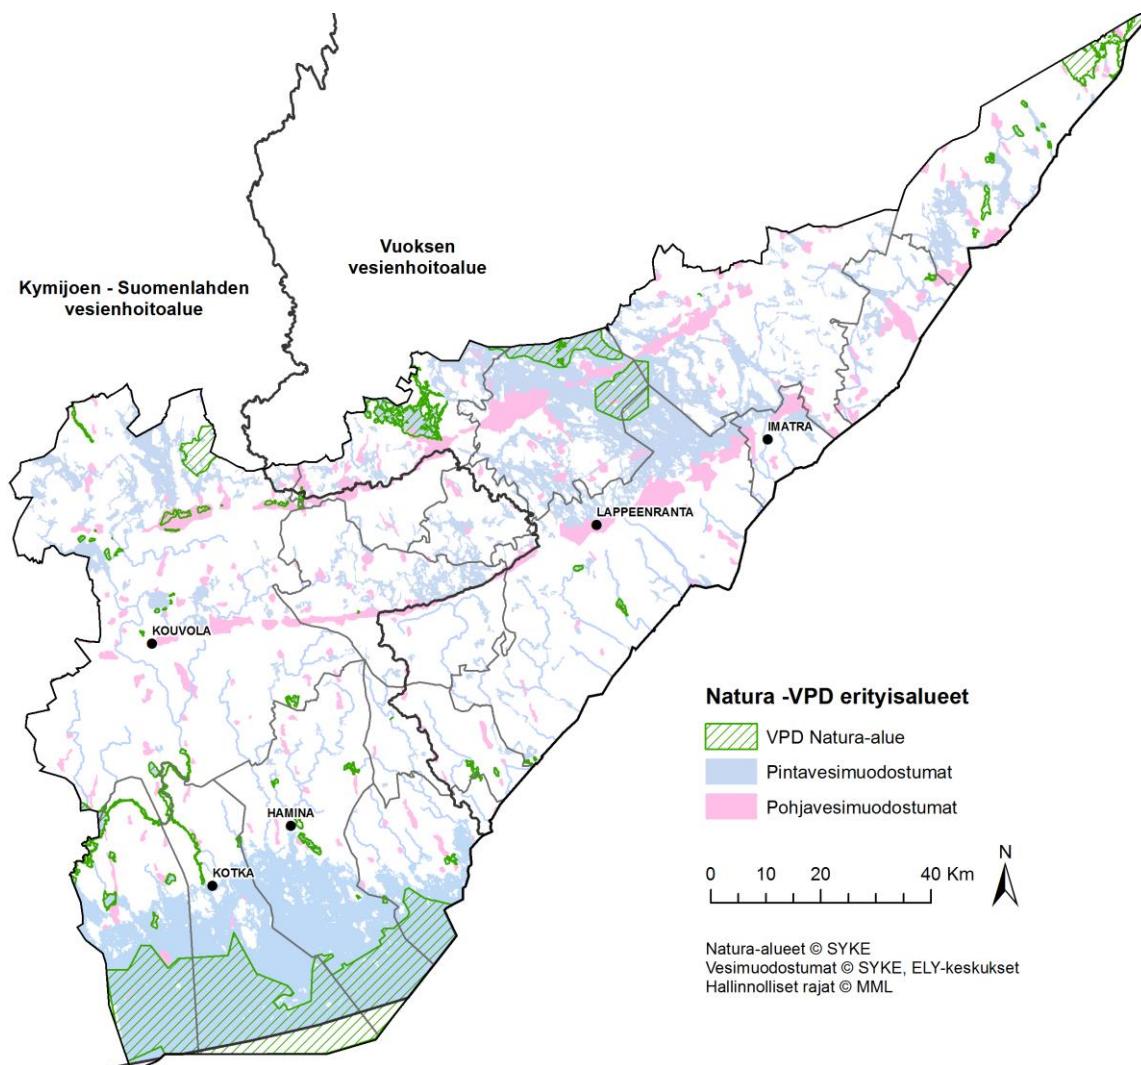 Vuoksen
vesienhoitoalue
Kymijoen - Suomenlahden
vesienhoitoalue
IMATRA
LAPPEENRANTA
KOUVOLA
HAMINA
KOTKA
Natura -VPD erityisalueet
VPD Natura-alue
Pintavesimuodostumat
Pohjavesimuodostumat
0 10 20 40 Km
N
Natura-alueet © SYKE
Vesimuodostumat © SYKE, ELY-keskukset
Hallinnolliset rajat © MML